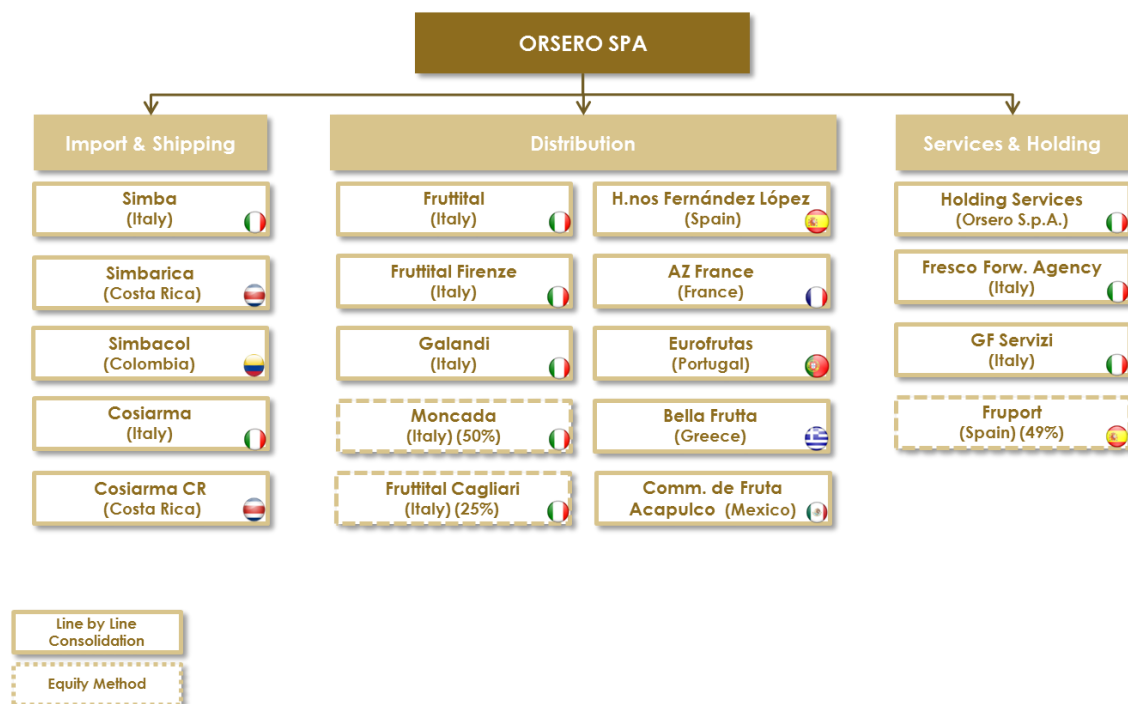 ORSERO SPA
Import & Shipping
Distribution
Services & Holding
Simba
(Italy)
Simbarica
(Costa Rica)
Simbacol
(Colombia)
Cosiarma
(Italy)
Cosiarma CR
(Costa Rica)
Fruttital
(Italy)
Fruttital Firenze
(Italy)
Galandi
(Italy)
Moncada
(Italy) (50%)
Fruttital Cagliari
(Italy) (25%)
H.nos Fernández López
(Spain)
AZ France
(France)
Eurofrutas
(Portugal)
Bella Frutta
(Greece)
Comm. de Fruta
Acapulco (Mexico)
Holding Services
(Orsero S.p.A.)
Fresco Forw. Agency
(Italy)
GF Servizi
(Italy)
Fruport
(Spain) (49%)
Line by Line
Consolidation
Equity Method